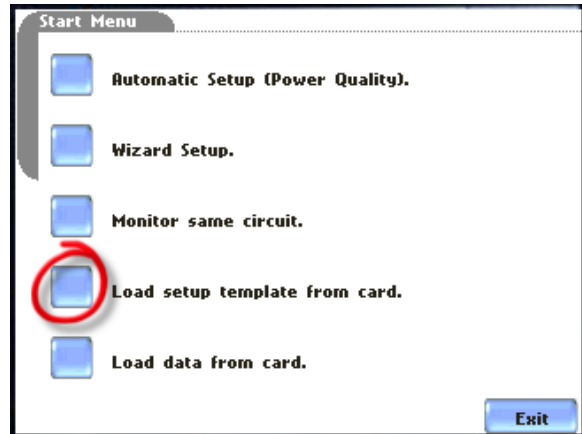 Start Menu
Automatic Setup (Power Quality).
Wizard Setup.
Monitor same circuit.
Load setup template from card.
Load data from card.
Exit